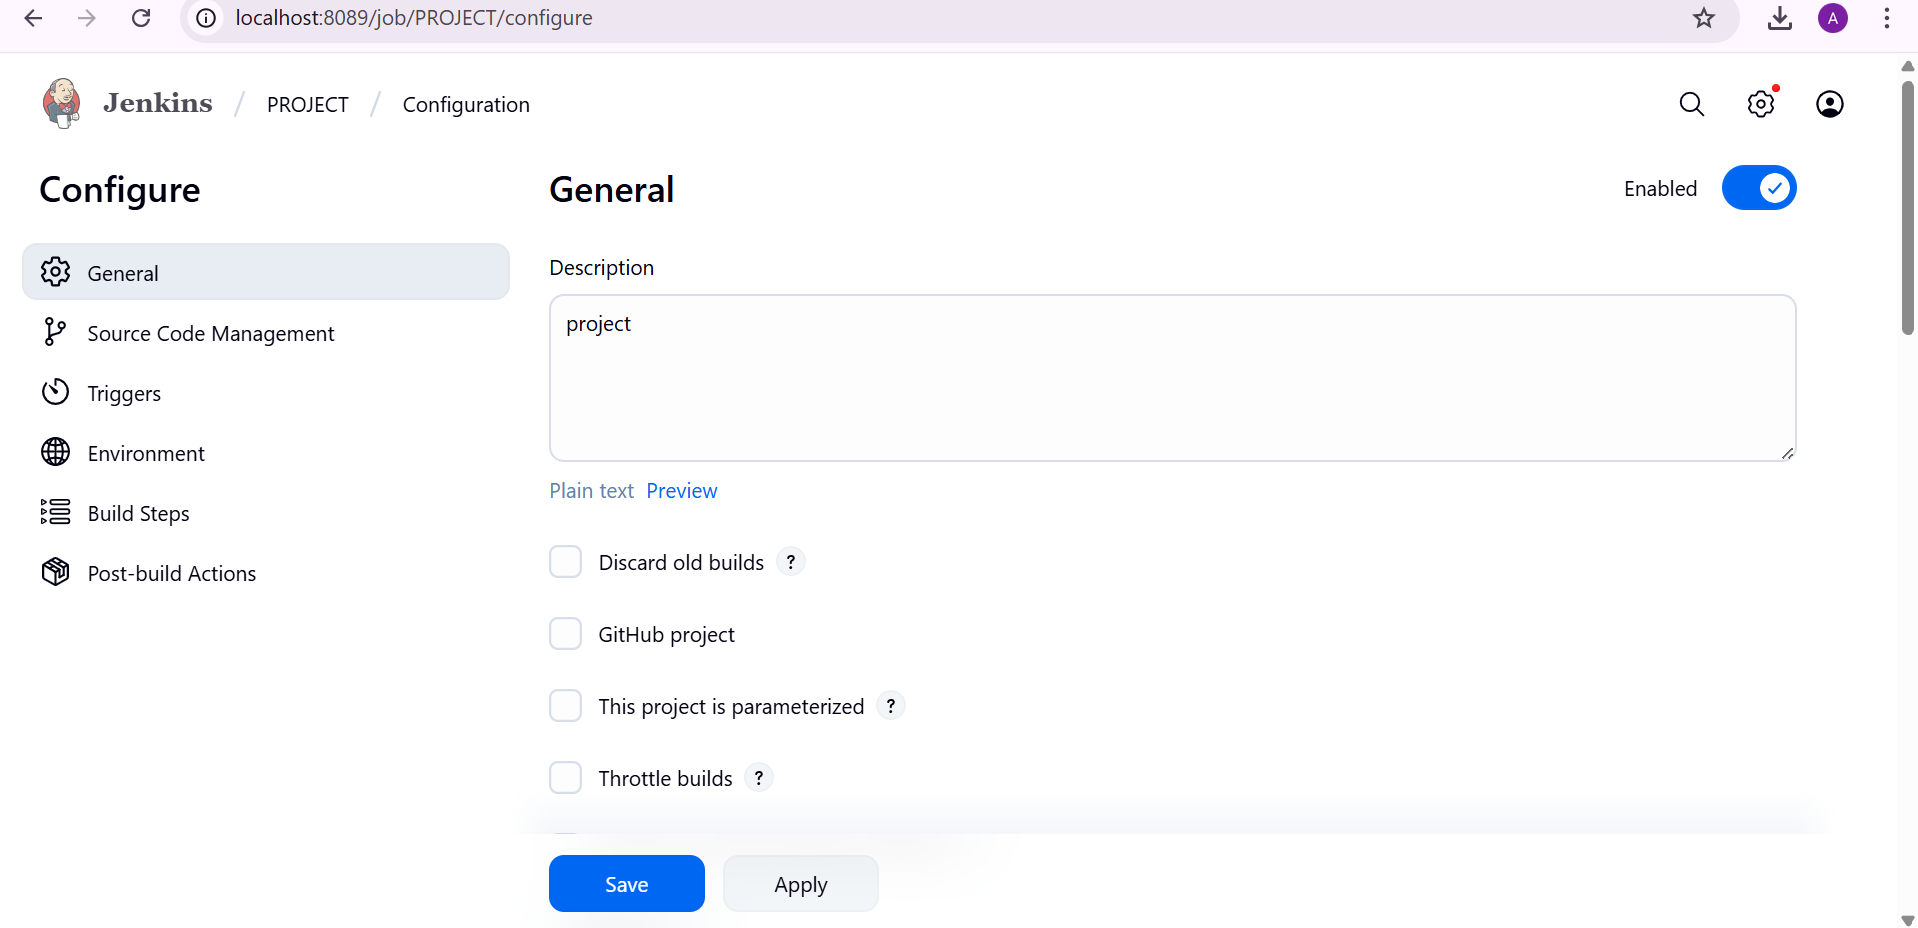 localhost:8089/job/PROJECT/configure
A
Jenkins / PROJECT / Configuration
Configure
General
Source Code Management
Triggers
Environment
Build Steps
Post-build Actions
General
Enabled
Description
project
Plain text Preview
Discard old builds ?
GitHub project
This project is parameterized ?
Throttle builds ?
Save
Apply